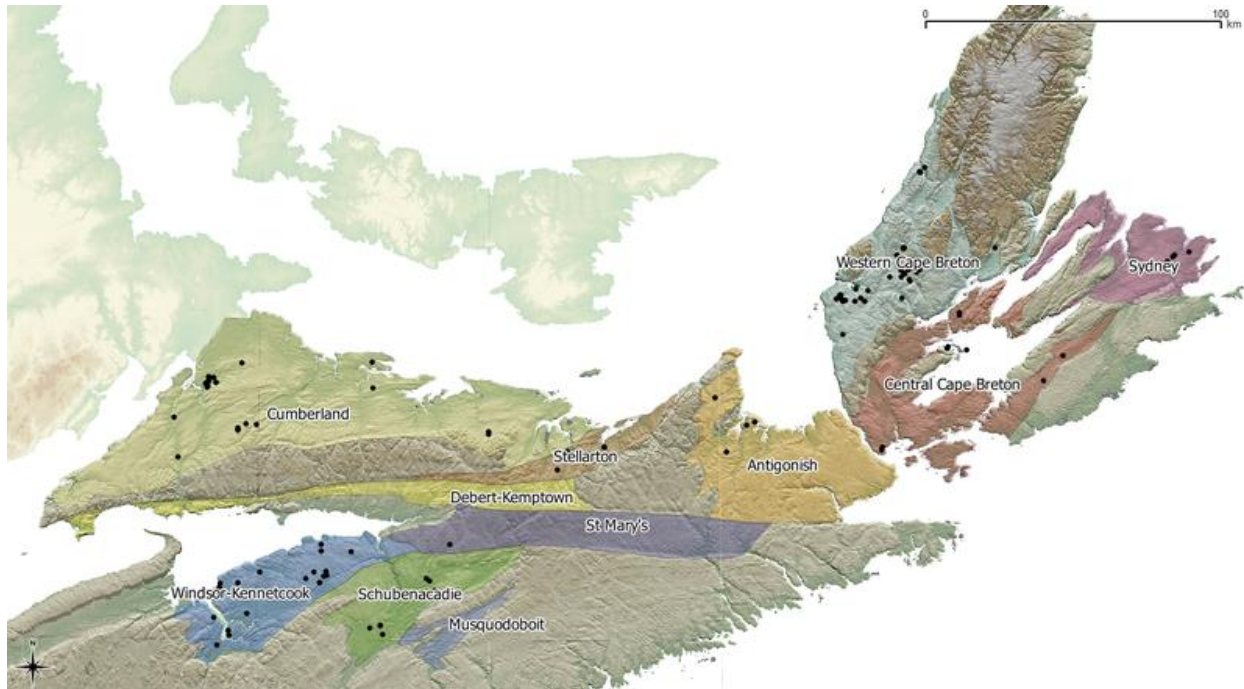 0 100
km
Western Cape Breton
Sydney
Central Cape Breton
Cumberland
Stellarton
Antigonish
Debert-Kemptown
St Mary's
Windsor-Kennetcook
Schubenacadie
Musquodoboit
N